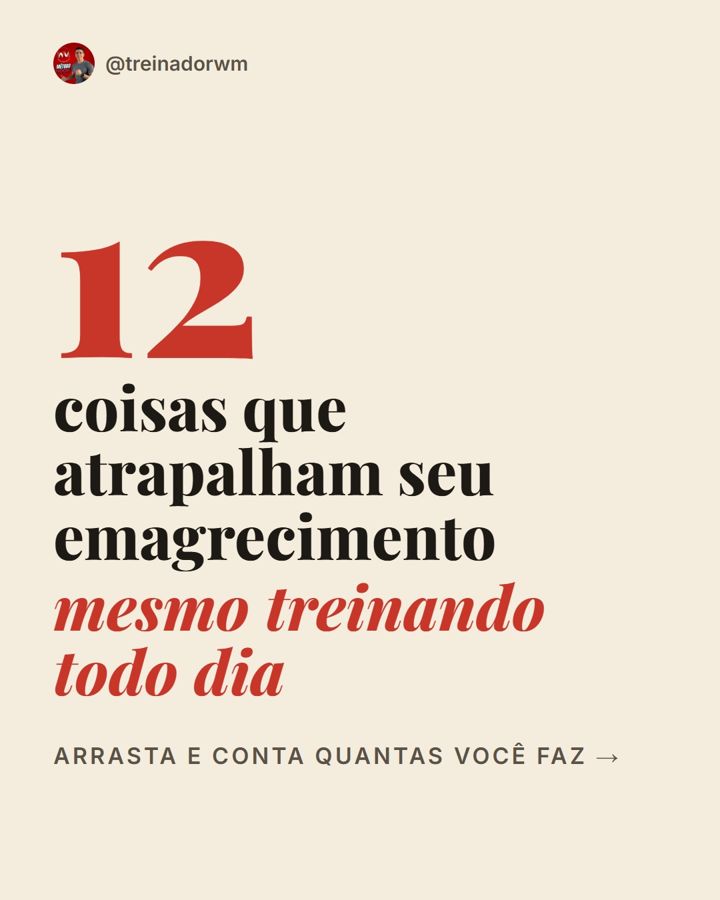 @treinadorwm
12
coisas que
atrapalham seu
emagrecimento
mesmo treinando
todo dia
ARRASTA E CONTA QUANTAS VOCÊ FAZ →